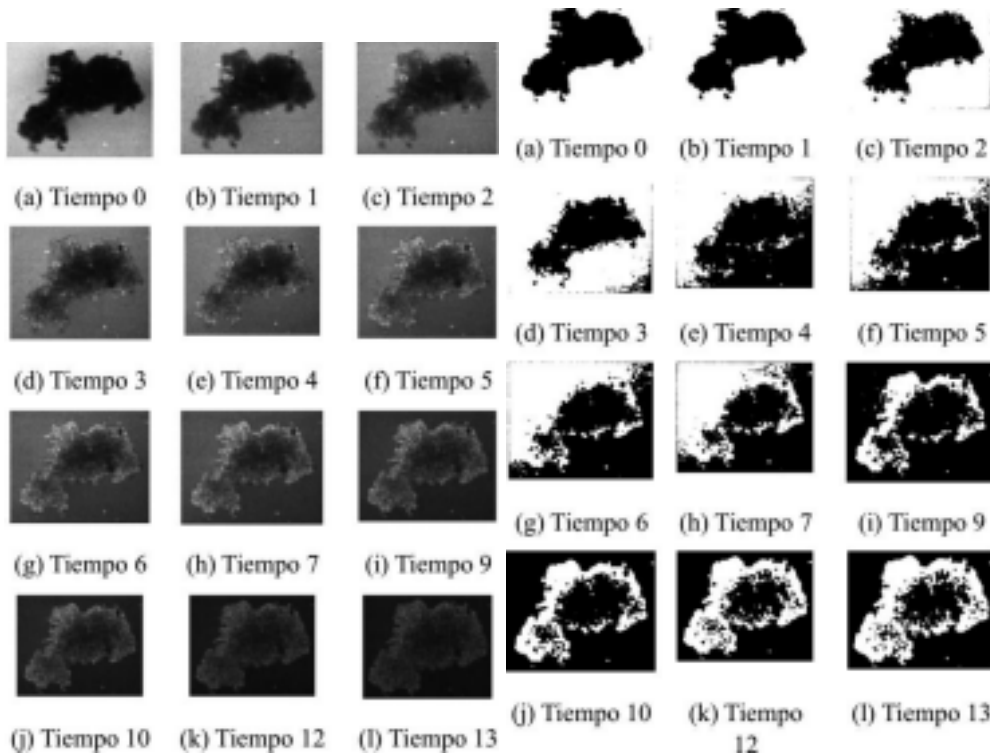 (a) Tiempo 0
(b) Tiempo 1
(c) Tiempo 2
(d) Tiempo 3
(e) Tiempo 4
(f) Tiempo 5
(g) Tiempo 6
(h) Tiempo 7
(i) Tiempo 9
(j) Tiempo 10
(k) Tiempo 12
(l) Tiempo 13
(a) Tiempo 0
(b) Tiempo 1
(c) Tiempo 2
(d) Tiempo 3
(e) Tiempo 4
(f) Tiempo 5
(g) Tiempo 6
(h) Tiempo 7
(i) Tiempo 9
(j) Tiempo 10
(k) Tiempo
12
(l) Tiempo 13